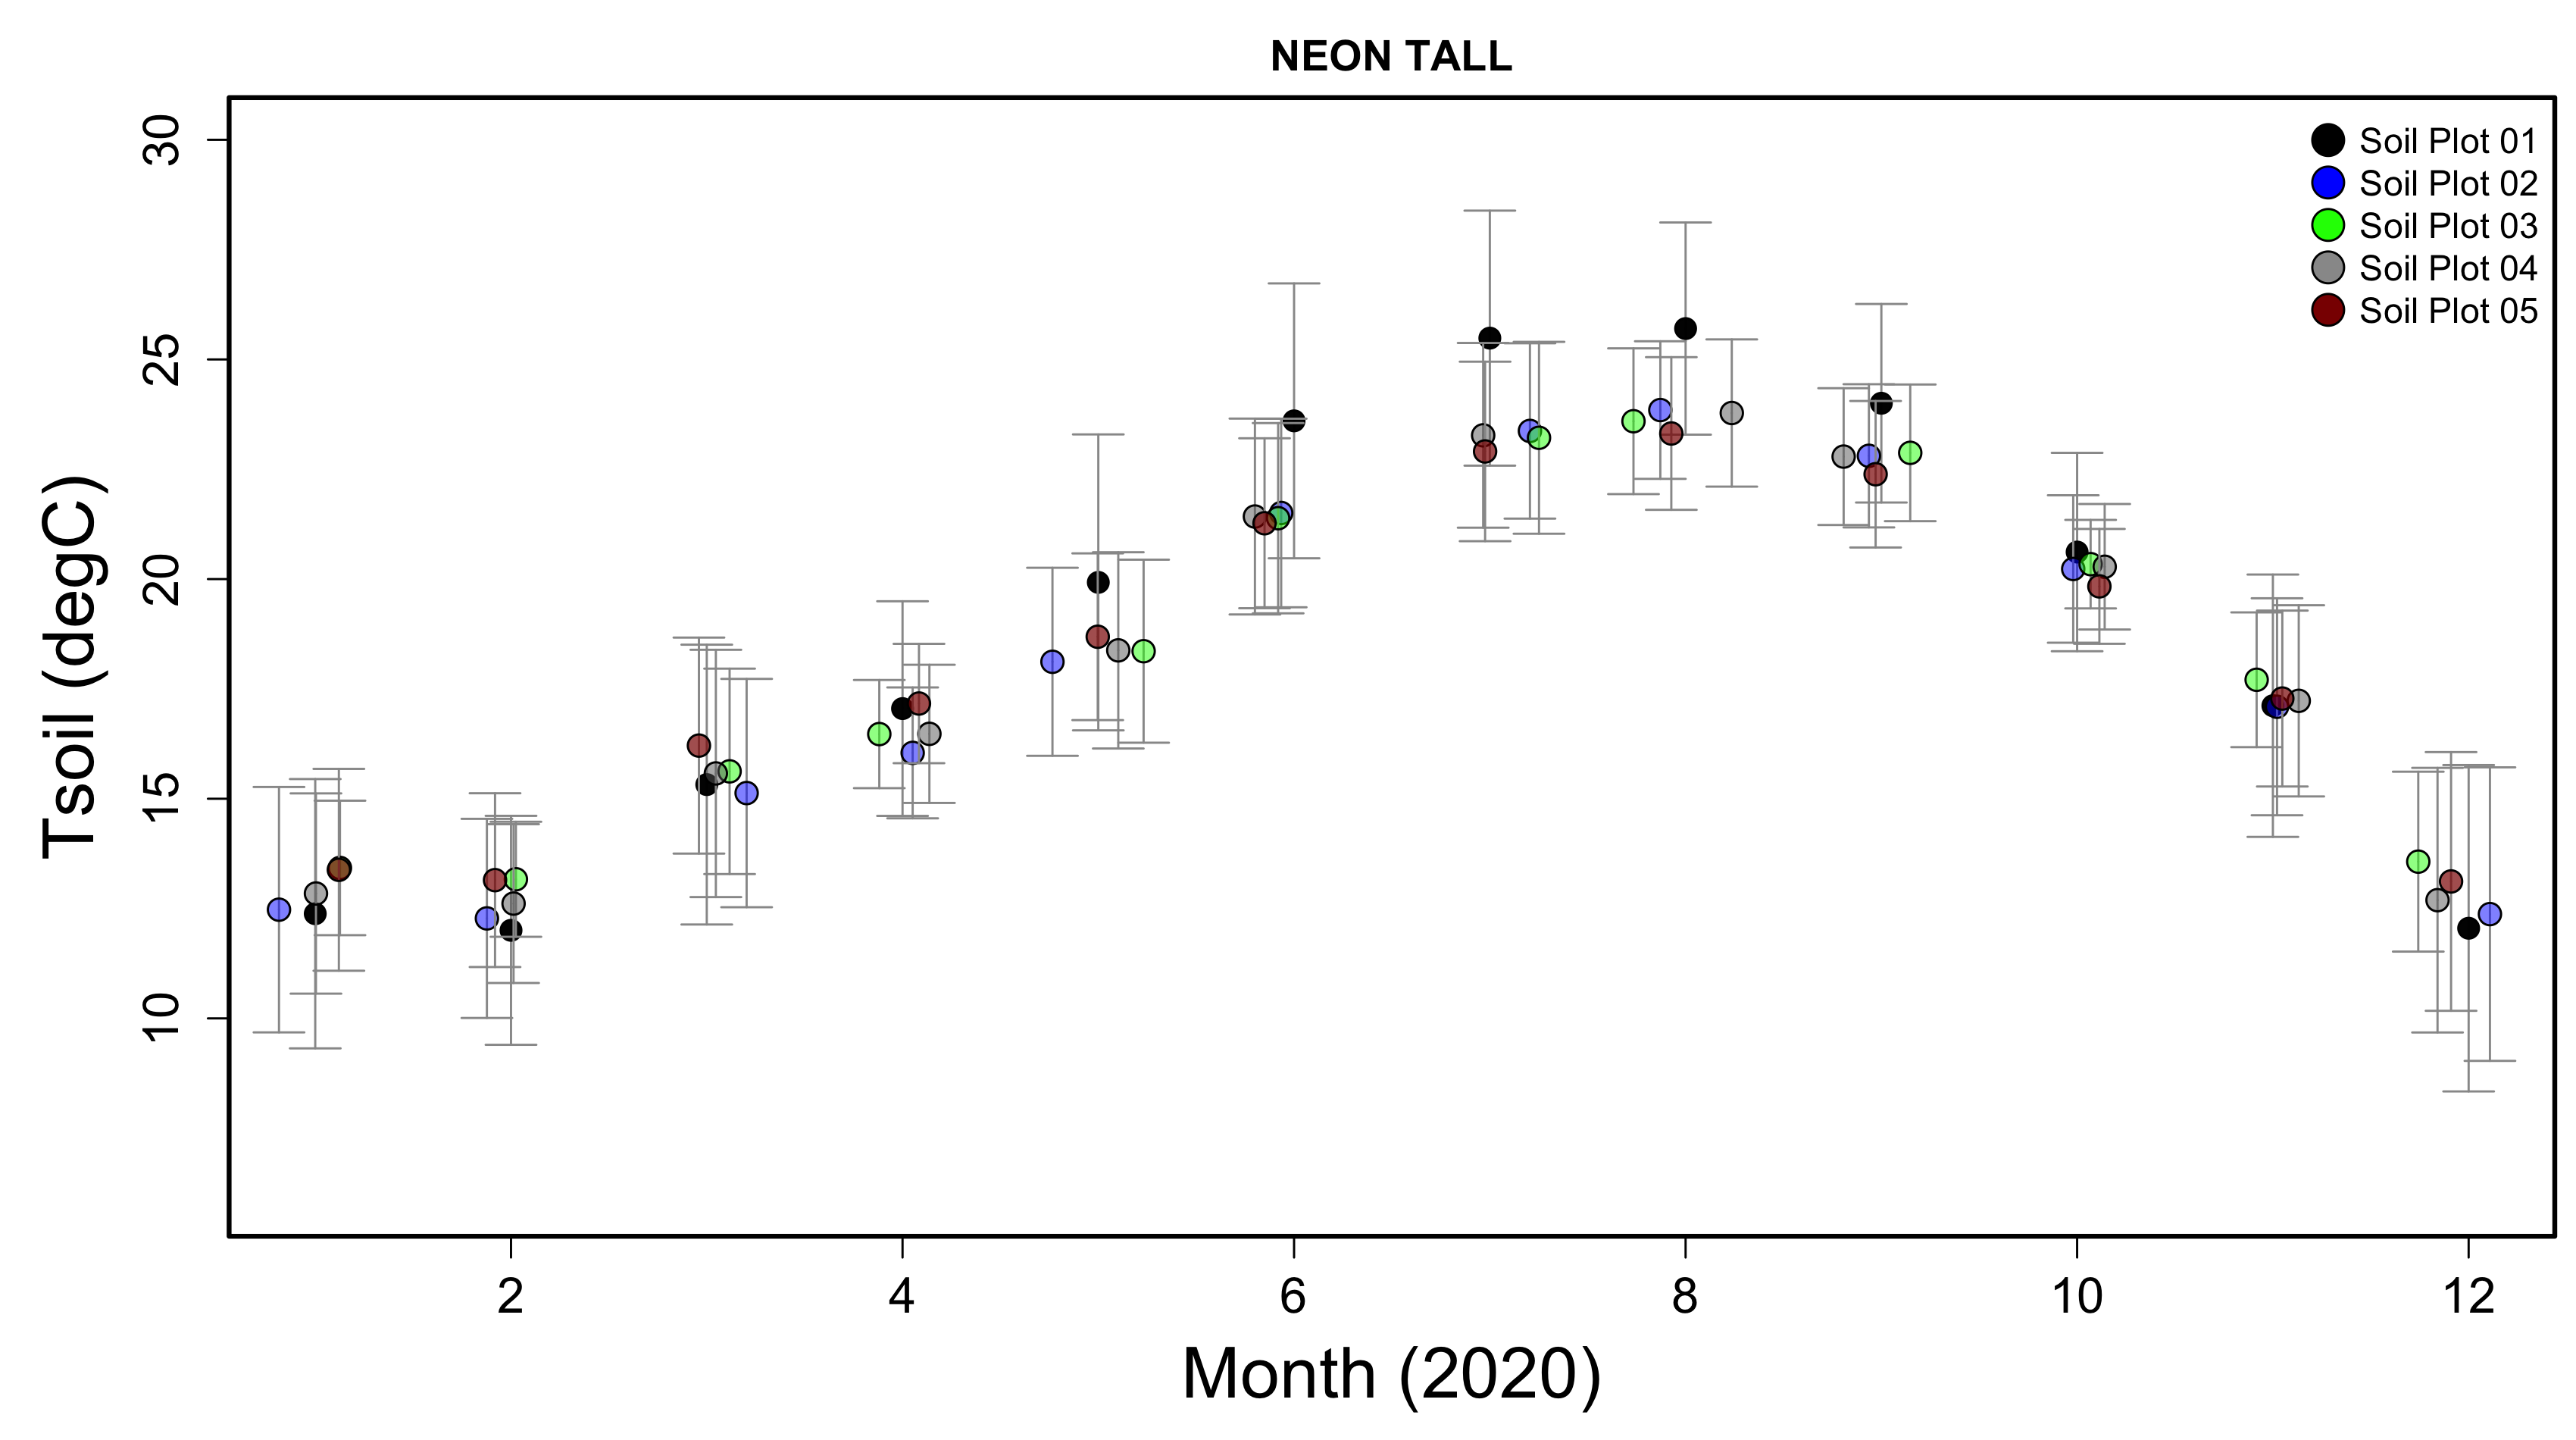 NEON TALL
30
25
20
15
10
Tsoil (degC)
Soil Plot 01
Soil Plot 02
Soil Plot 03
Soil Plot 04
Soil Plot 05
2 4 6 8 10 12
Month (2020)